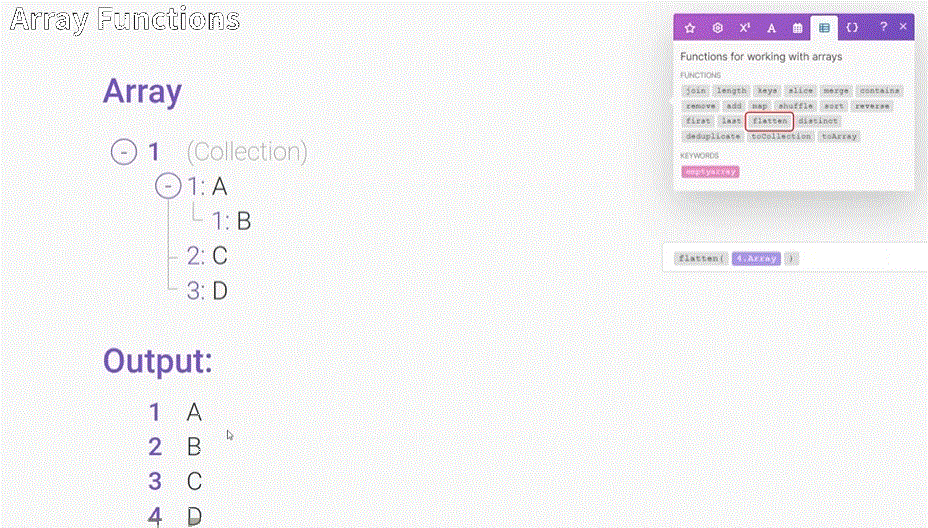 Array Functions
Array
1 (Collection)
1: A
1: B
2: C
3: D
Output:
1 A
2 B
3 C
4 D
Functions for working with arrays
FUNCTIONS
join length keys slice merge contains
remove add map shuffle sort reverse
first last flatten distinct
deduplicate toCollection toArray
KEYWORDS
emptyarray
flatten( 4.Array )